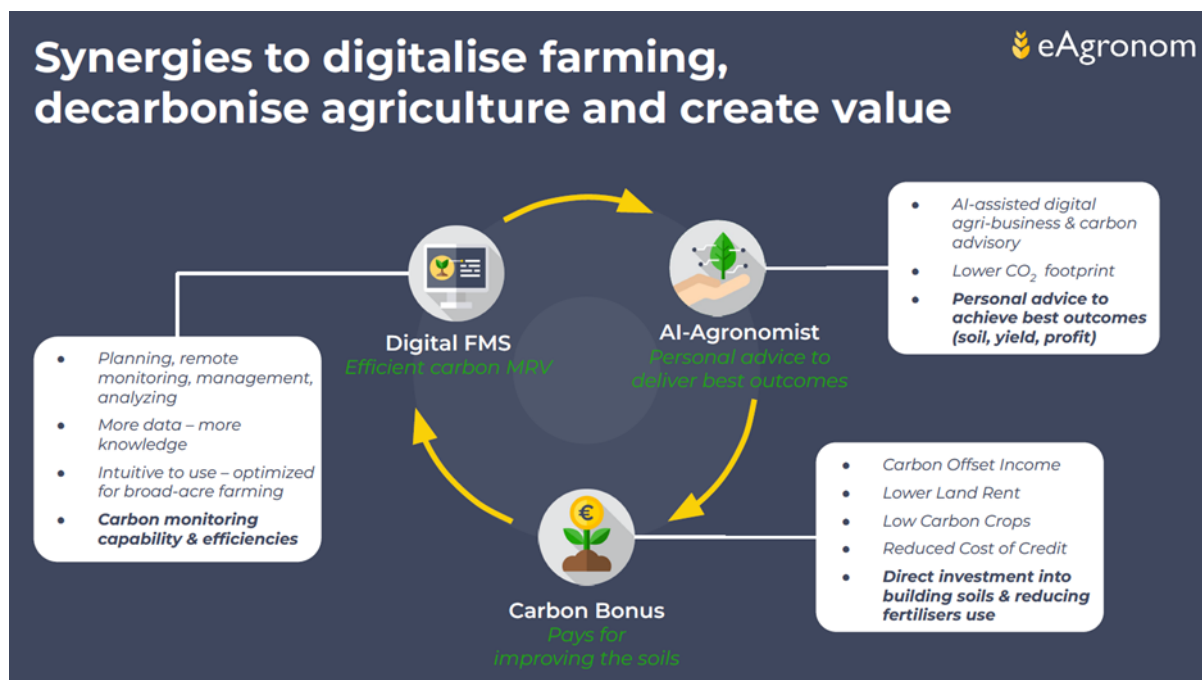 Synergies to digitalise farming,
decarbonise agriculture and create value
eAgronom
Digital FMS
Efficient carbon MRV
AI-Agronomist
Personal advice to
deliver best outcomes
• AI-assisted digital
agri-business & carbon
advisory
• Lower CO₂ footprint
• Personal advice to
achieve best outcomes
(soil, yield, profit)
• Planning, remote
monitoring, management,
analyzing
• More data – more
knowledge
• Intuitive to use – optimized
for broad-acre farming
• Carbon monitoring
capability & efficiencies
€
Carbon Bonus
Pays for
improving the soils
• Carbon Offset Income
• Lower Land Rent
• Low Carbon Crops
• Reduced Cost of Credit
• Direct investment into
building soils & reducing
fertilisers use